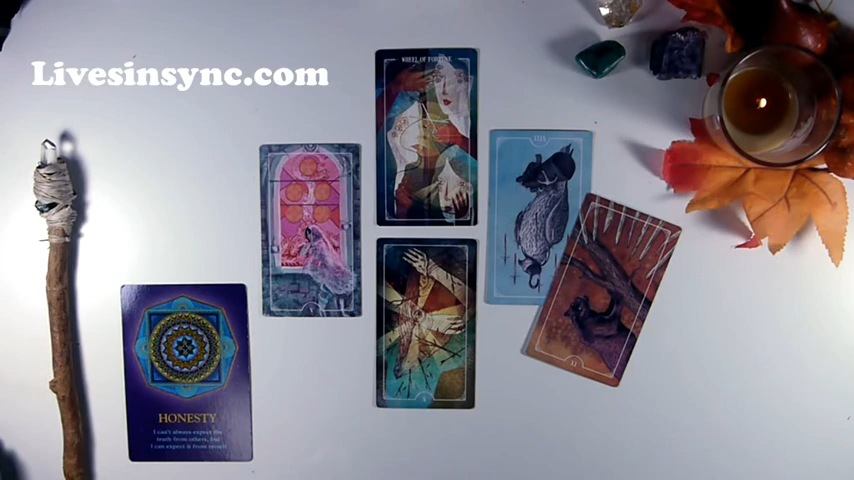 Livesinsync.com
WHEEL OF FORTUNE
HONESTY
I can't always expect the
truth from others, but
I can expect it from myself